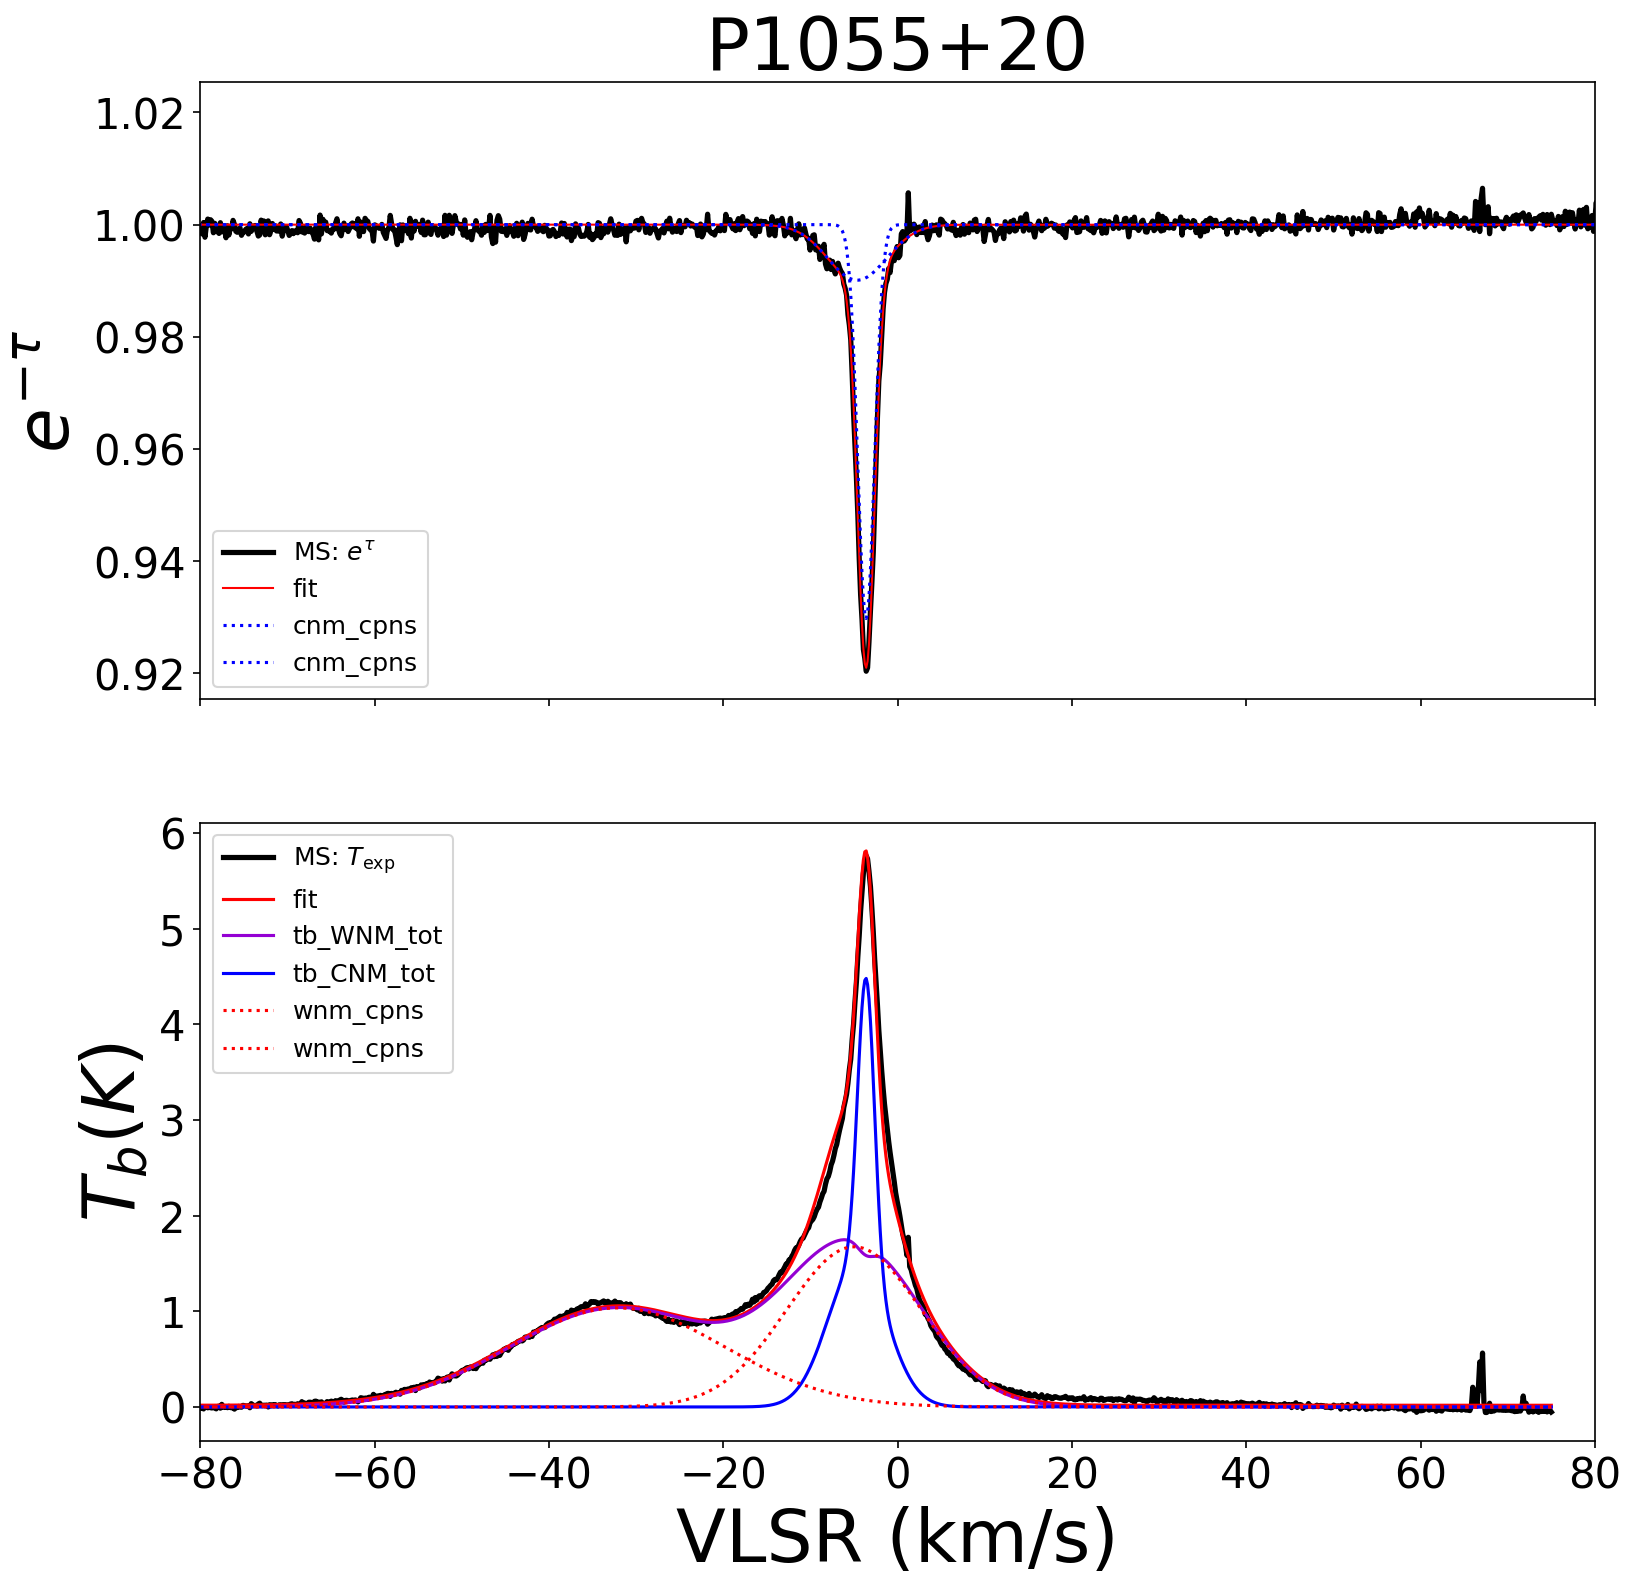 P1055+20
1.02
1.00
0.98
0.96
0.94
0.92
e^{−τ}
MS: e^{τ}
fit
cnm_cpns
cnm_cpns
6
5
4
3
2
1
0
T_b(K)
MS: T_exp
fit
tb_WNM_tot
tb_CNM_tot
wnm_cpns
wnm_cpns
−80 −60 −40 −20 0 20 40 60 80
VLSR (km/s)